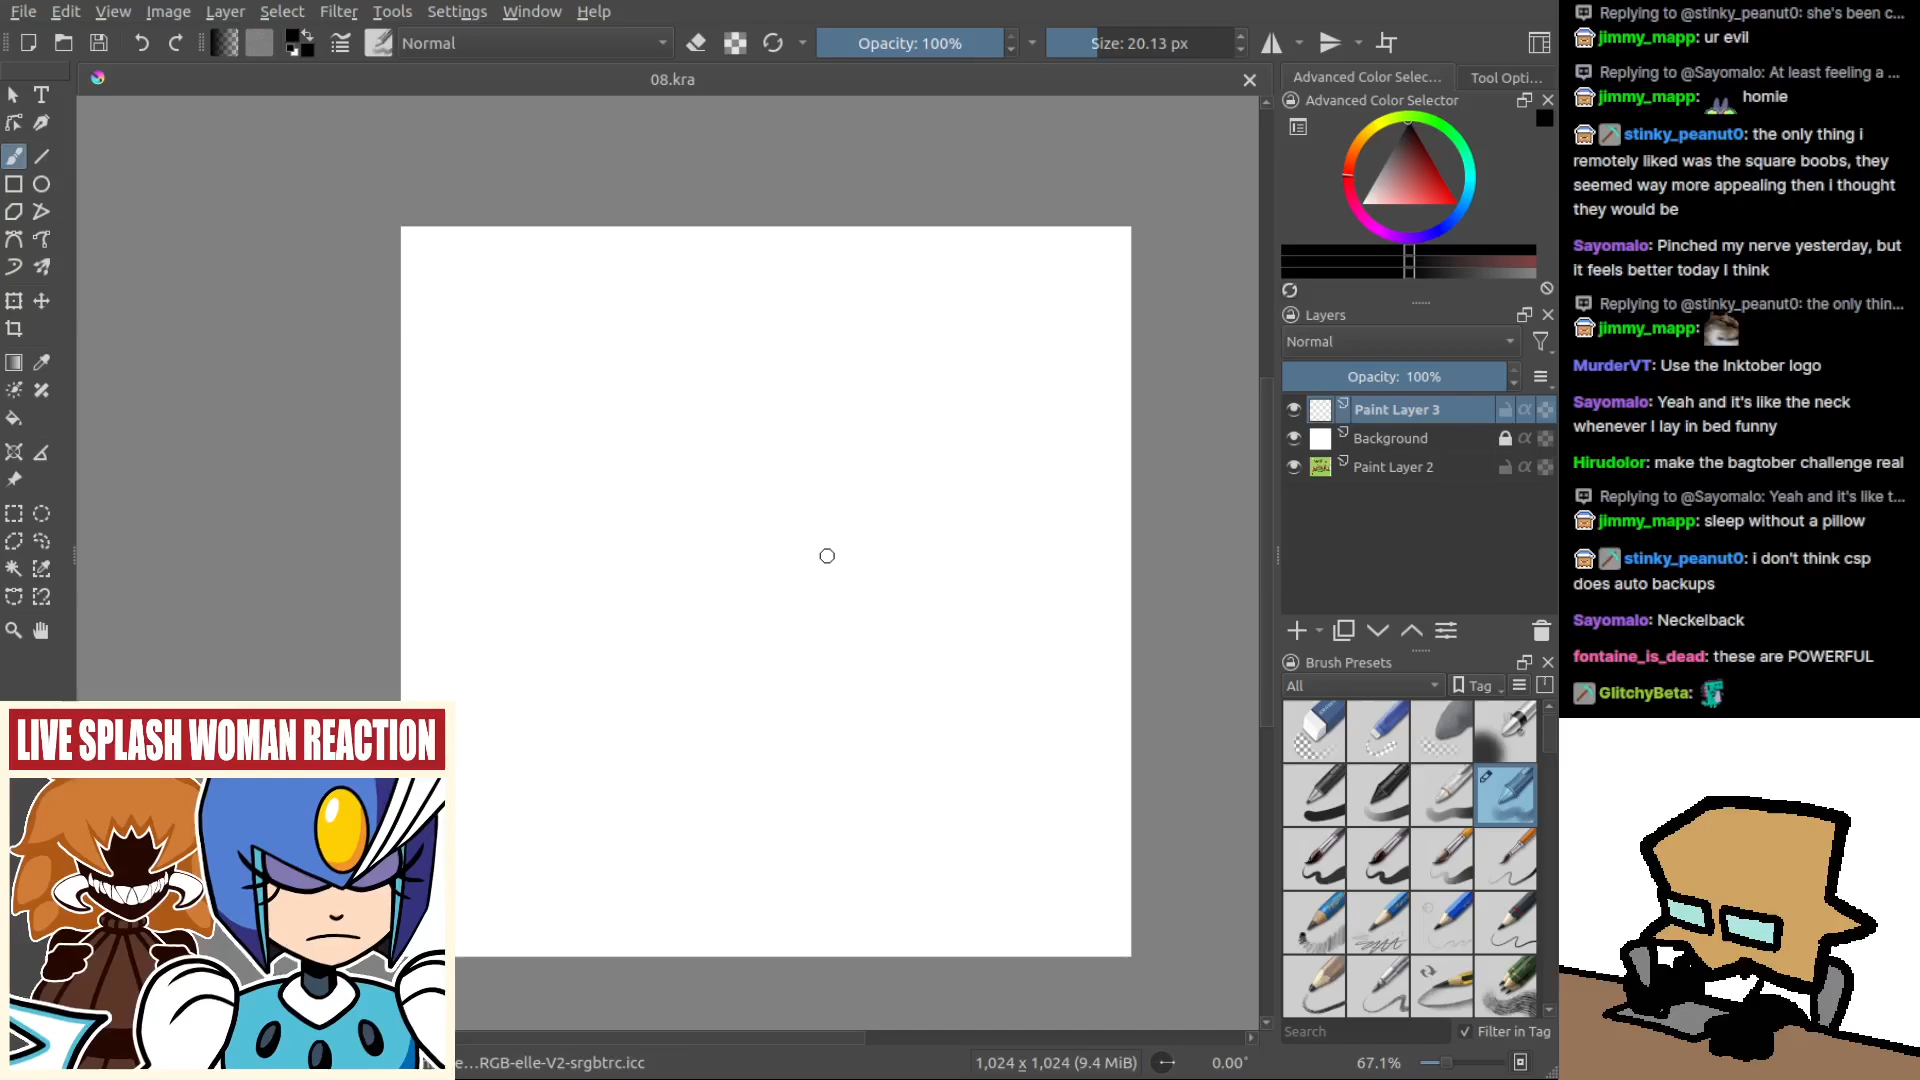 File Edit View Image Layer Select Filter Tools Settings Window Help
Normal
Opacity: 100%
Size: 20.13 px
08.kra
Advanced Color Selec... Tool Opti...
Advanced Color Selector
Layers
Normal
Opacity: 100%
Paint Layer 3
Background
Paint Layer 2
Brush Presets
All
Tag
Search
Filter in Tag
e...RGB-elle-V2-srgbtrc.icc
1,024 x 1,024 (9.4 MiB)
0.00°
67.1%
LIVE SPLASH WOMAN REACTION
Replying to @stinky_peanut0: she's been c...
jimmy_mapp: ur evil
Replying to @Sayomalo: At least feeling a ...
jimmy_mapp: homie
stinky_peanut0: the only thing i
remotely liked was the square boobs, they
seemed way more appealing then i thought
they would be
Sayomalo: Pinched my nerve yesterday, but
it feels better today I think
Replying to @stinky_peanut0: the only thin...
jimmy_mapp:
MurderVT: Use the Inktober logo
Sayomalo: Yeah and it's like the neck
whenever I lay in bed funny
Hirudolor: make the bagtober challenge real
Replying to @Sayomalo: Yeah and it's like t...
jimmy_mapp: sleep without a pillow
stinky_peanut0: i don't think csp
does auto backups
Sayomalo: Neckelback
fontaine_is_dead: these are POWERFUL
GlitchyBeta: